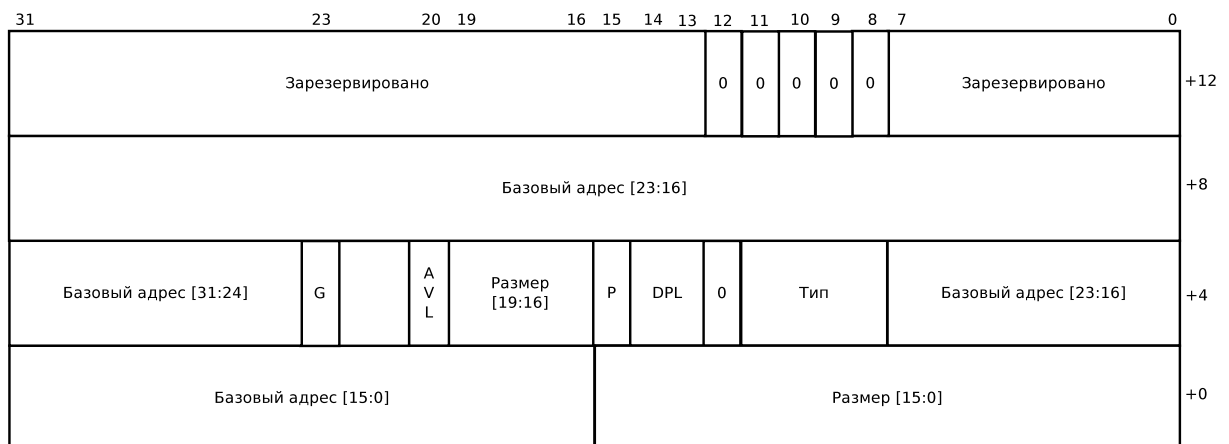 31 23 20 19 16 15 14 13 12 11 10 9 8 7 0
Зарезервировано 0 0 0 0 0 Зарезервировано +12
Базовый адрес [23:16] +8
Базовый адрес [31:24] G A V L Размер [19:16] P DPL 0 Тип Базовый адрес [23:16] +4
Базовый адрес [15:0] Размер [15:0] +0